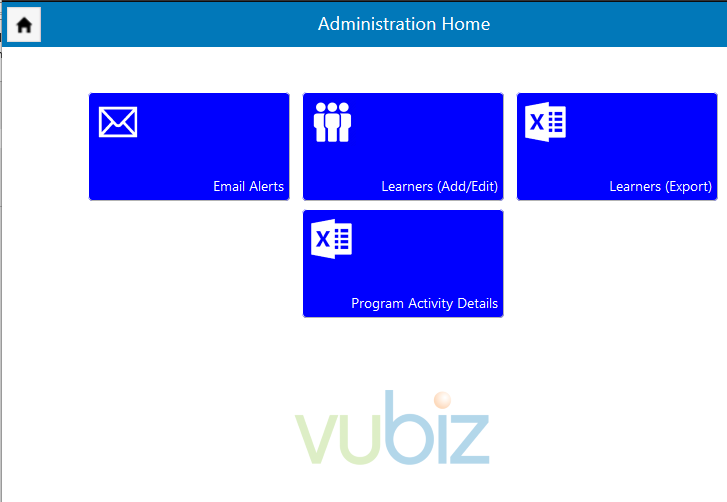 Administration Home
Email Alerts
Learners (Add/Edit)
Learners (Export)
Program Activity Details
vubiz